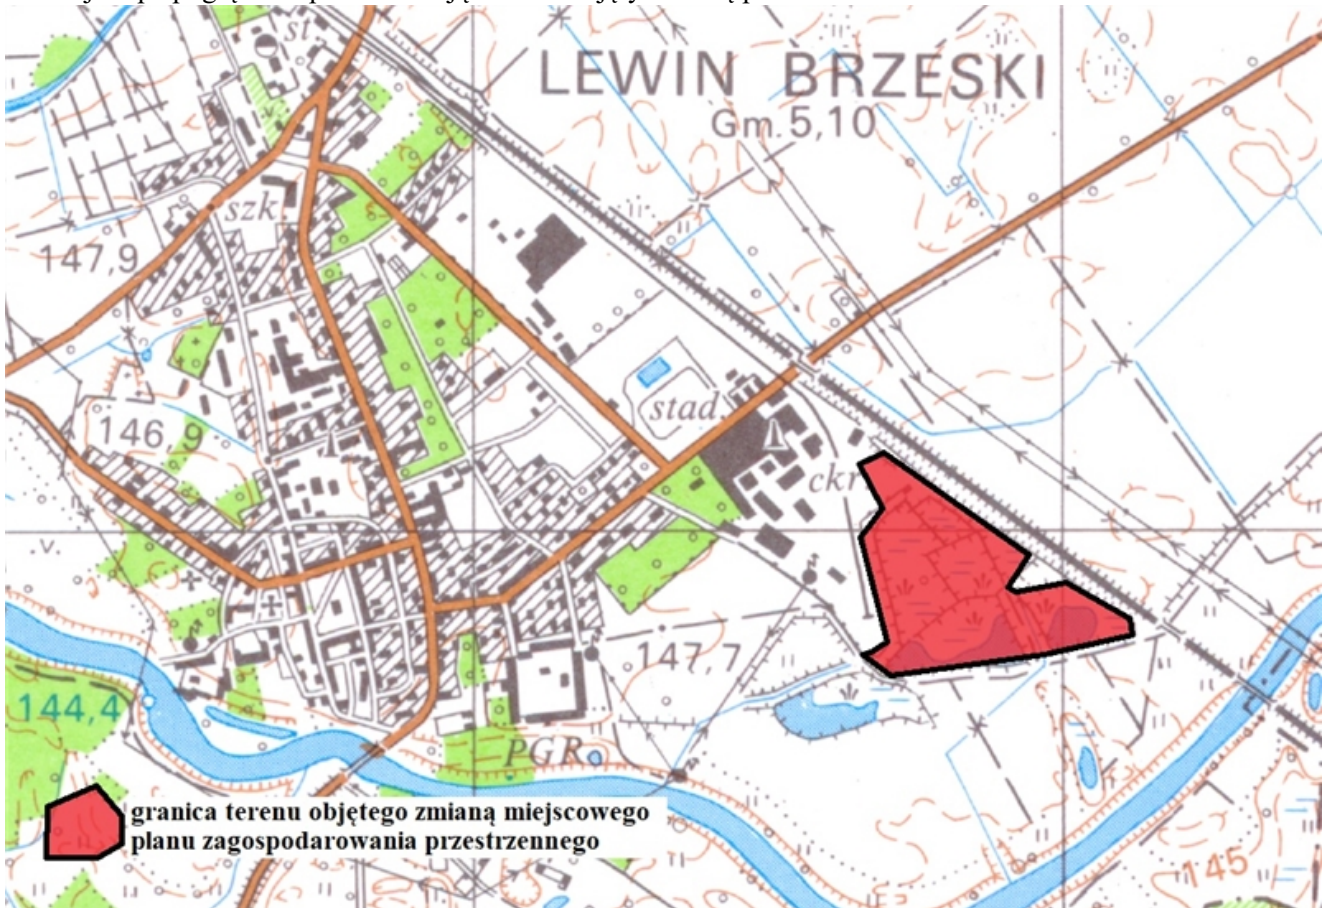 st.
LEWIN BRZESKI
Gm. 5,10
szk.
147,9
stad.
146,9
ckr
147,7
144,4
PGR
granica terenu objętego zmianą miejscowego
planu zagospodarowania przestrzennego
145